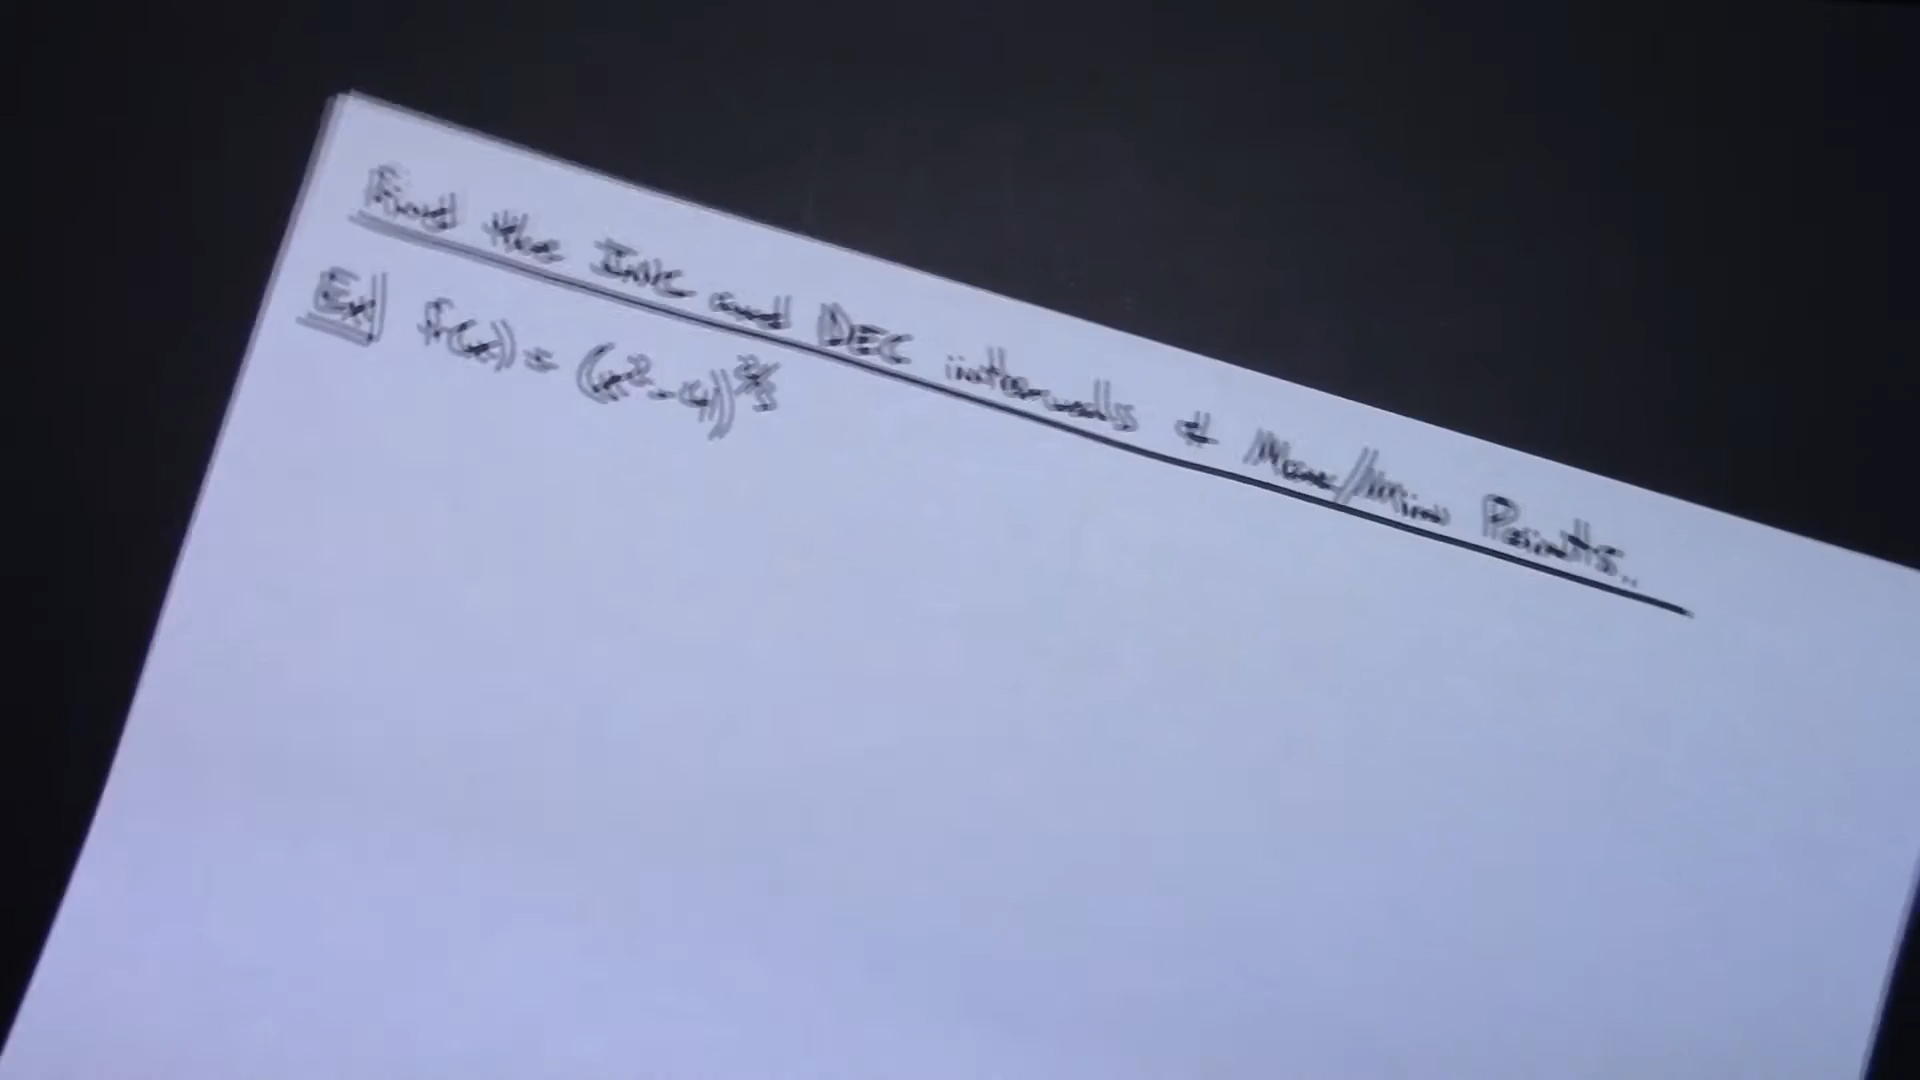 Find the INC and DEC intervals & Max/Min Points.
Ex) f(x) = (x²-4)^2/3